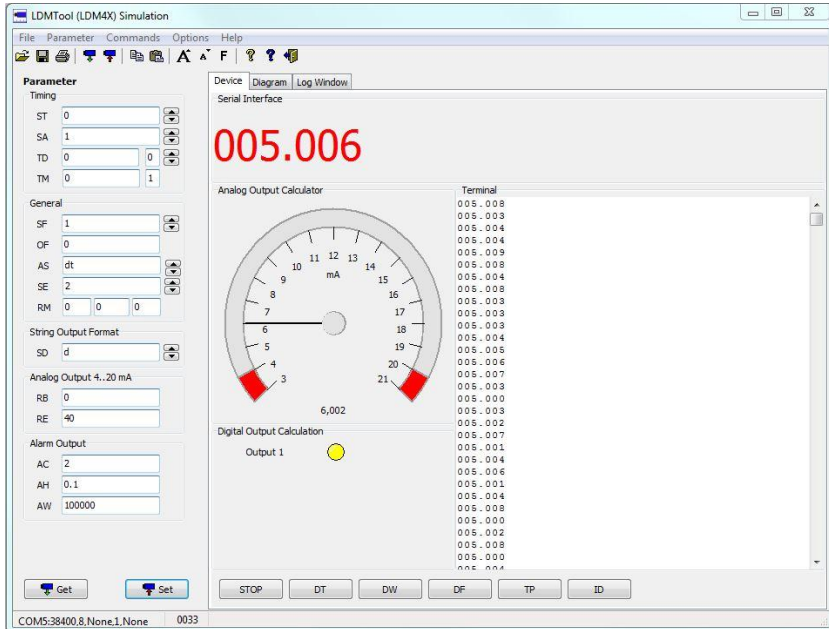 LDMTool (LDM4X) Simulation
File Parameter Commands Options Help
A A F ? ?
Parameter
Timing
ST 0
SA 1
TD 0 0
TM 0 1
General
SF 1
OF 0
AS dt
SE 2
RM 0 0 0
String Output Format
SD d
Analog Output 4..20 mA
RB 0
RE 40
Alarm Output
AC 2
AH 0.1
AW 100000
Get Set
Device Diagram Log Window
Serial Interface
005.006
Analog Output Calculator
3 4 5 6 7 8 9 10 11 12 13 14 15 16 17 18 19 20 21
mA
6,002
Digital Output Calculation
Output 1
Terminal
005.008
005.003
005.004
005.004
005.009
005.008
005.004
005.008
005.003
005.003
005.003
005.004
005.005
005.006
005.007
005.003
005.000
005.003
005.002
005.007
005.001
005.004
005.006
005.001
005.004
005.008
005.000
005.002
005.008
005.000
005.004
STOP DT DW DF TP ID
COM5:38400,8,None,1,None 0033